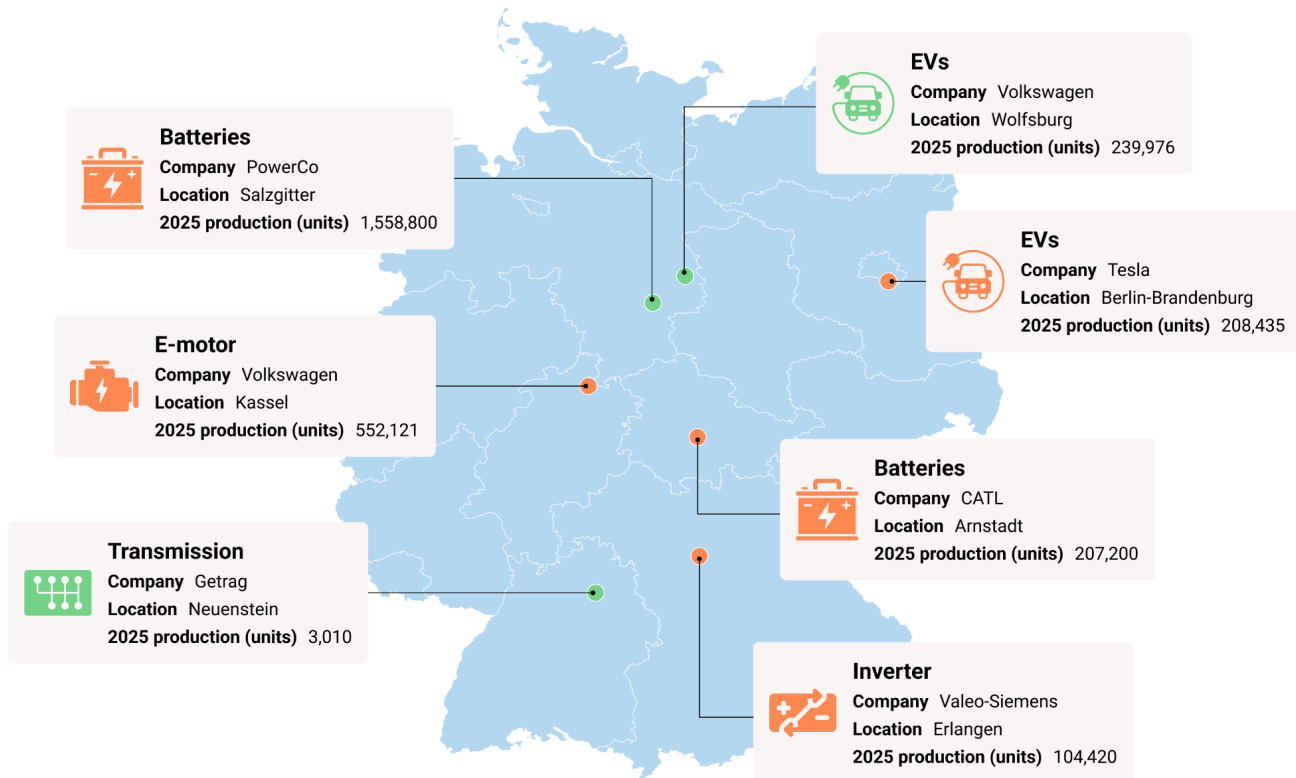 EVs
Company Volkswagen
Location Wolfsburg
2025 production (units) 239,976
Batteries
Company PowerCo
Location Salzgitter
2025 production (units) 1,558,800
EVs
Company Tesla
Location Berlin-Brandenburg
2025 production (units) 208,435
E-motor
Company Volkswagen
Location Kassel
2025 production (units) 552,121
Batteries
Company CATL
Location Arnstadt
2025 production (units) 207,200
Transmission
Company Getrag
Location Neuenstein
2025 production (units) 3,010
Inverter
Company Valeo-Siemens
Location Erlangen
2025 production (units) 104,420